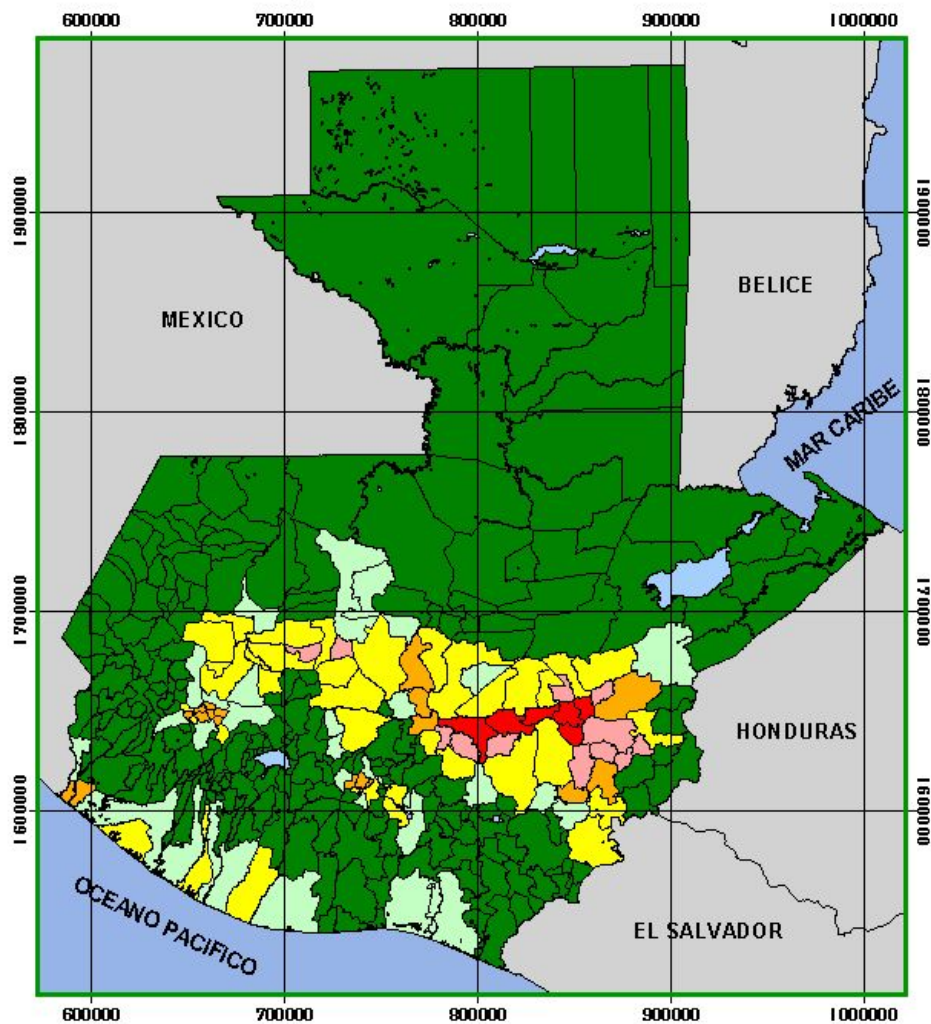 600000 700000 800000 900000 1000000
1900000 1900000
BELICE
MEXICO
1800000 1800000
MAR CARIBE
1700000 1700000
HONDURAS
1600000 1600000
OCEANO PACIFICO
EL SALVADOR
600000 700000 800000 900000 1000000